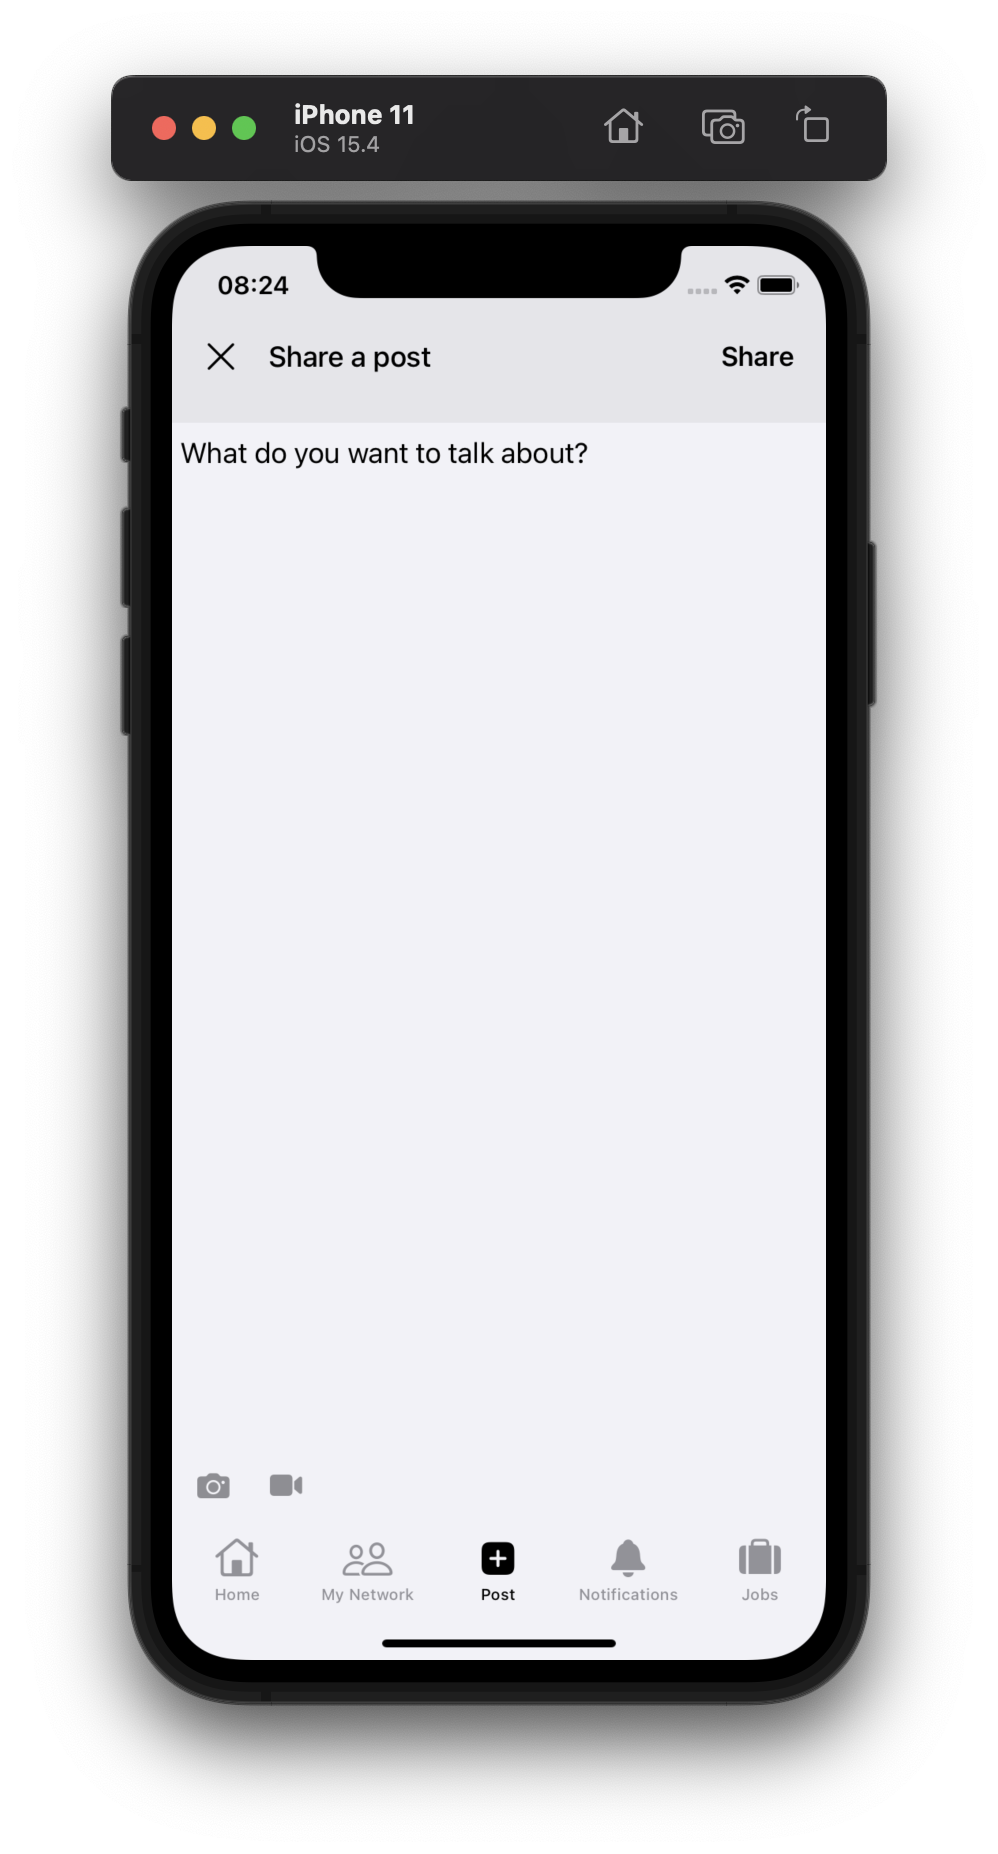 iPhone 11
iOS 15.4
08:24
Share a post
Share
What do you want to talk about?
Home
My Network
Post
Notifications
Jobs